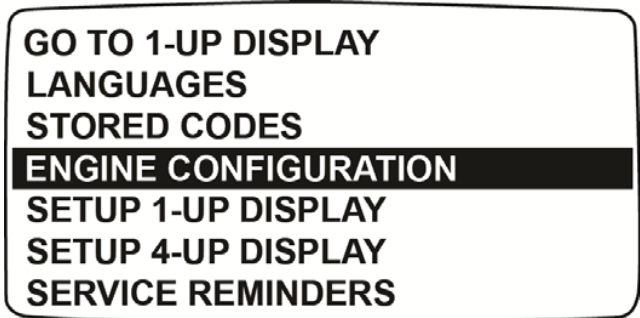 GO TO 1-UP DISPLAY
LANGUAGES
STORED CODES
ENGINE CONFIGURATION
SETUP 1-UP DISPLAY
SETUP 4-UP DISPLAY
SERVICE REMINDERS